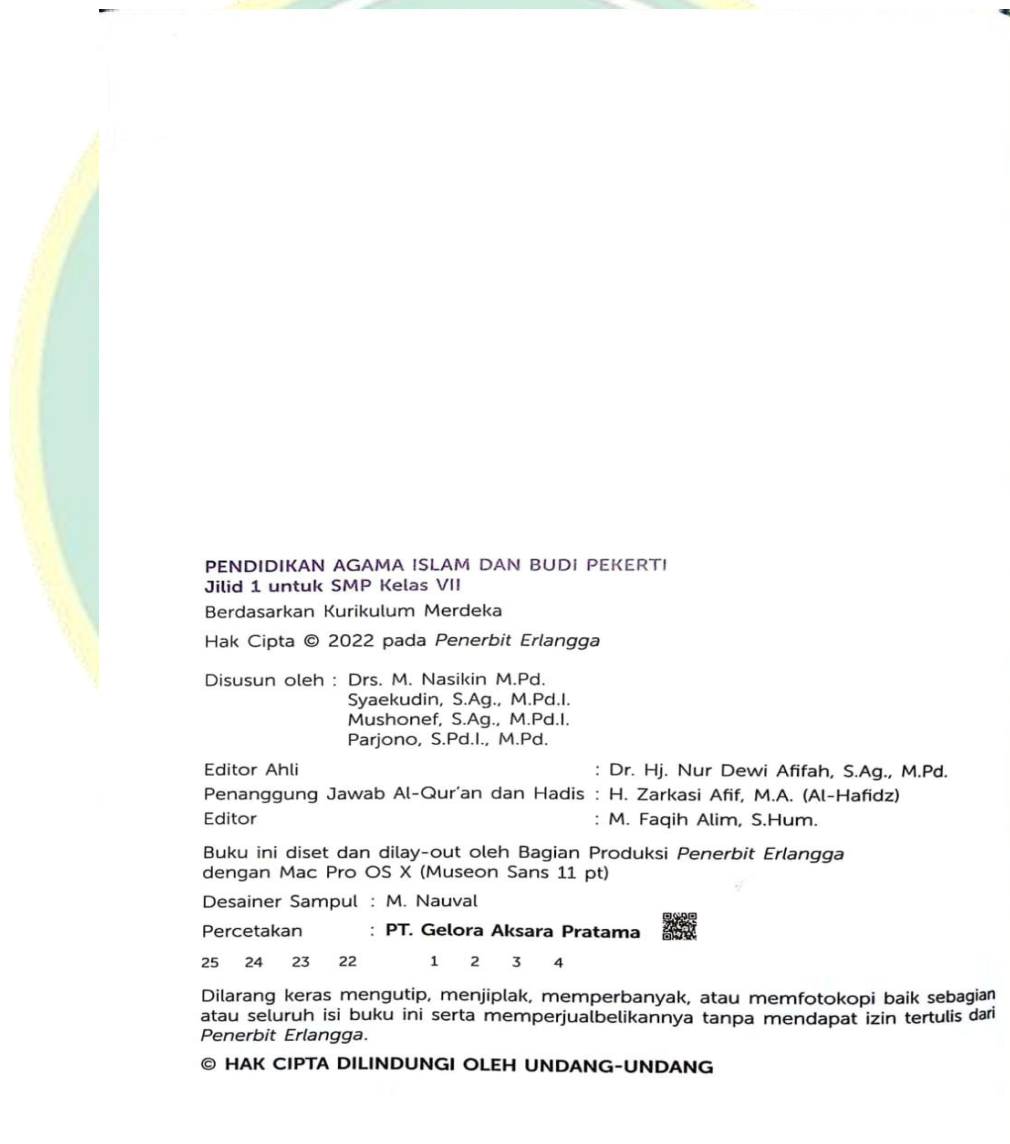 PENDIDIKAN AGAMA ISLAM DAN BUDI PEKERTI
Jilid 1 untuk SMP Kelas VII
Berdasarkan Kurikulum Merdeka
Hak Cipta © 2022 pada Penerbit Erlangga
Disusun oleh : Drs. M. Nasikin M.Pd.
Syaekudin, S.Ag., M.Pd.I.
Mushonef, S.Ag., M.Pd.I.
Parjono, S.Pd.I., M.Pd.
Editor Ahli : Dr. Hj. Nur Dewi Afifah, S.Ag., M.Pd.
Penanggung Jawab Al-Qur'an dan Hadis : H. Zarkasi Afif, M.A. (Al-Hafidz)
Editor : M. Faqih Alim, S.Hum.
Buku ini diset dan dilay-out oleh Bagian Produksi Penerbit Erlangga
dengan Mac Pro OS X (Museon Sans 11 pt)
Desainer Sampul : M. Nauval
Percetakan : PT. Gelora Aksara Pratama
25 24 23 22 1 2 3 4
Dilarang keras mengutip, menjiplak, memperbanyak, atau memfotokopi baik sebagian
atau seluruh isi buku ini serta memperjualbelikannya tanpa mendapat izin tertulis dari
Penerbit Erlangga.
© HAK CIPTA DILINDUNGI OLEH UNDANG-UNDANG